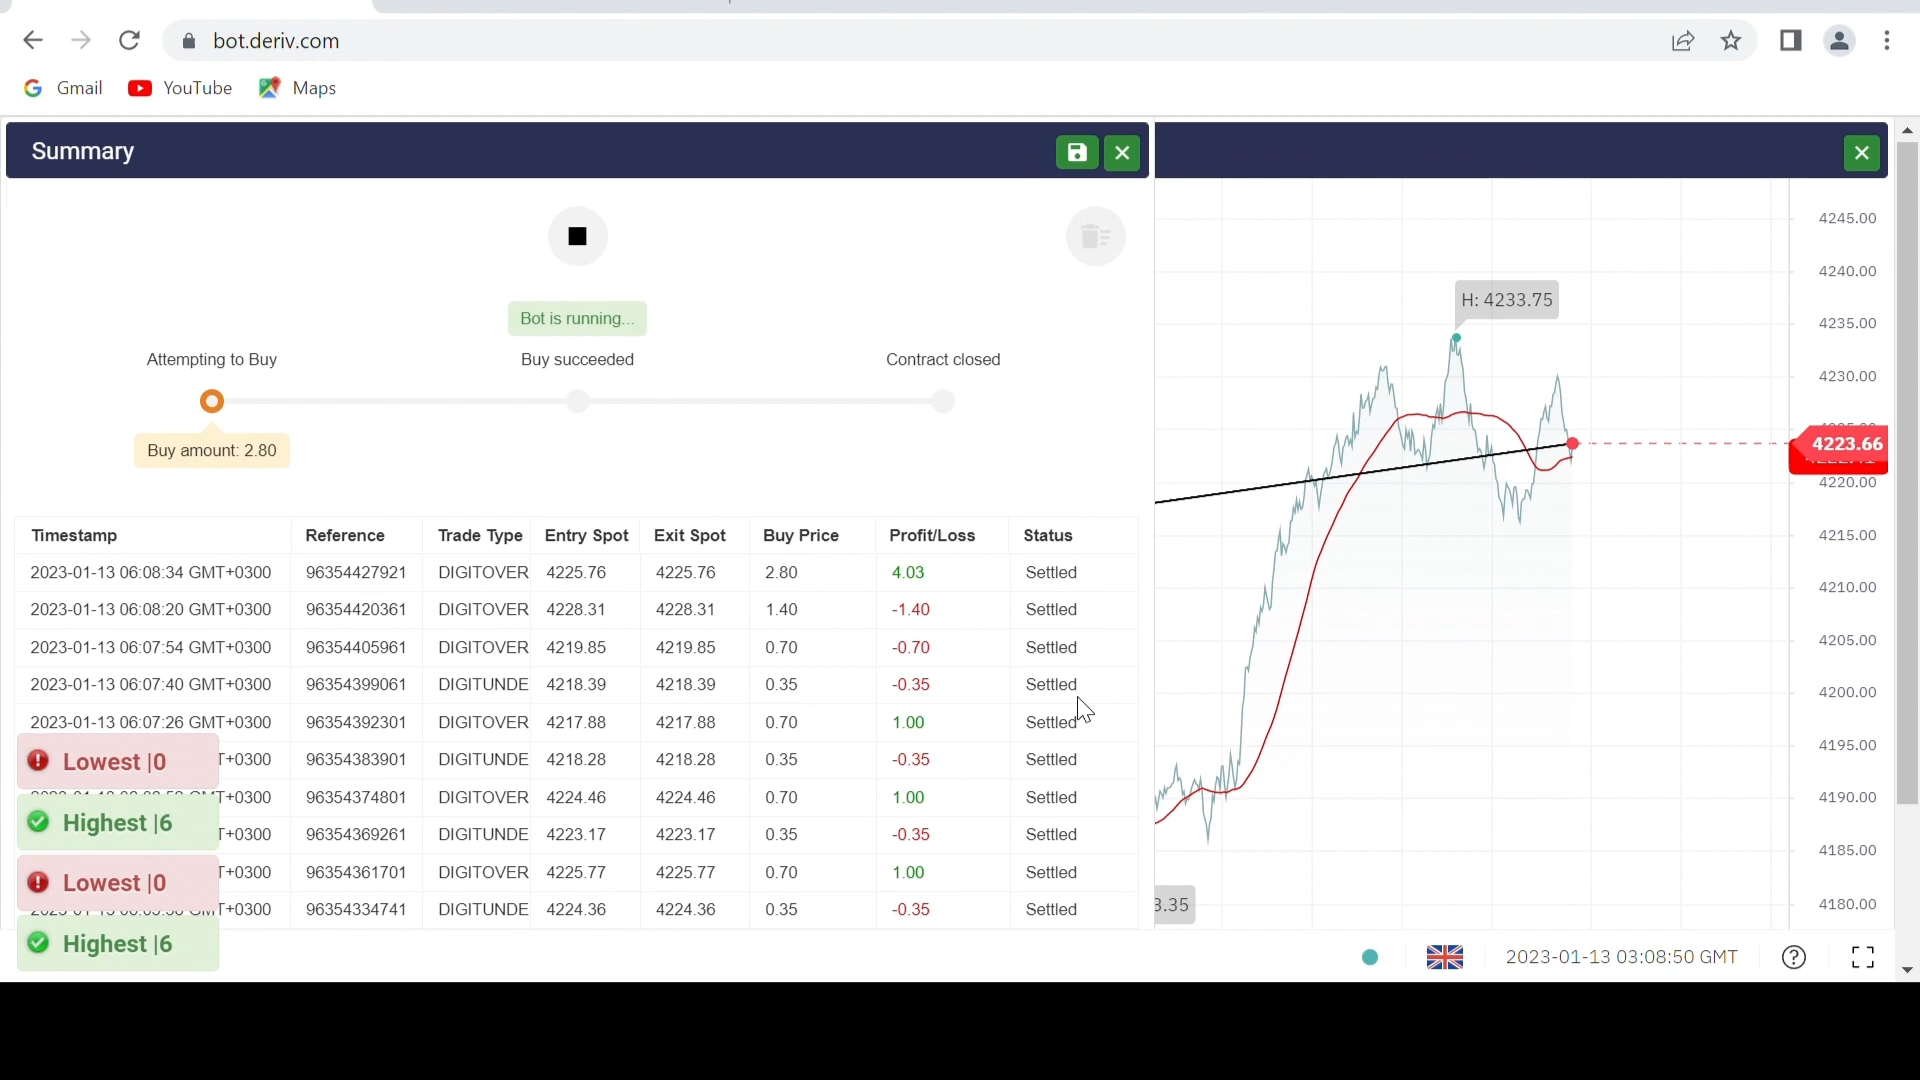 bot.deriv.com
Gmail YouTube Maps
Summary
Bot is running...
Attempting to Buy Buy succeeded Contract closed
Buy amount: 2.80
Timestamp Reference Trade Type Entry Spot Exit Spot Buy Price Profit/Loss Status
2023-01-13 06:08:34 GMT+0300 96354427921 DIGITOVER 4225.76 4225.76 2.80 4.03 Settled
2023-01-13 06:08:20 GMT+0300 96354420361 DIGITOVER 4228.31 4228.31 1.40 -1.40 Settled
2023-01-13 06:07:54 GMT+0300 96354405961 DIGITOVER 4219.85 4219.85 0.70 -0.70 Settled
2023-01-13 06:07:40 GMT+0300 96354399061 DIGITUNDE 4218.39 4218.39 0.35 -0.35 Settled
2023-01-13 06:07:26 GMT+0300 96354392301 DIGITOVER 4217.88 4217.88 0.70 1.00 Settled
T+0300 96354383901 DIGITUNDE 4218.28 4218.28 0.35 -0.35 Settled
T+0300 96354374801 DIGITOVER 4224.46 4224.46 0.70 1.00 Settled
T+0300 96354369261 DIGITUNDE 4223.17 4223.17 0.35 -0.35 Settled
T+0300 96354361701 DIGITOVER 4225.77 4225.77 0.70 1.00 Settled
T+0300 96354334741 DIGITUNDE 4224.36 4224.36 0.35 -0.35 Settled
Lowest |0
Highest |6
Lowest |0
Highest |6
H: 4233.75
3.35
4245.00
4240.00
4235.00
4230.00
4223.66
4220.00
4215.00
4210.00
4205.00
4200.00
4195.00
4190.00
4185.00
4180.00
2023-01-13 03:08:50 GMT